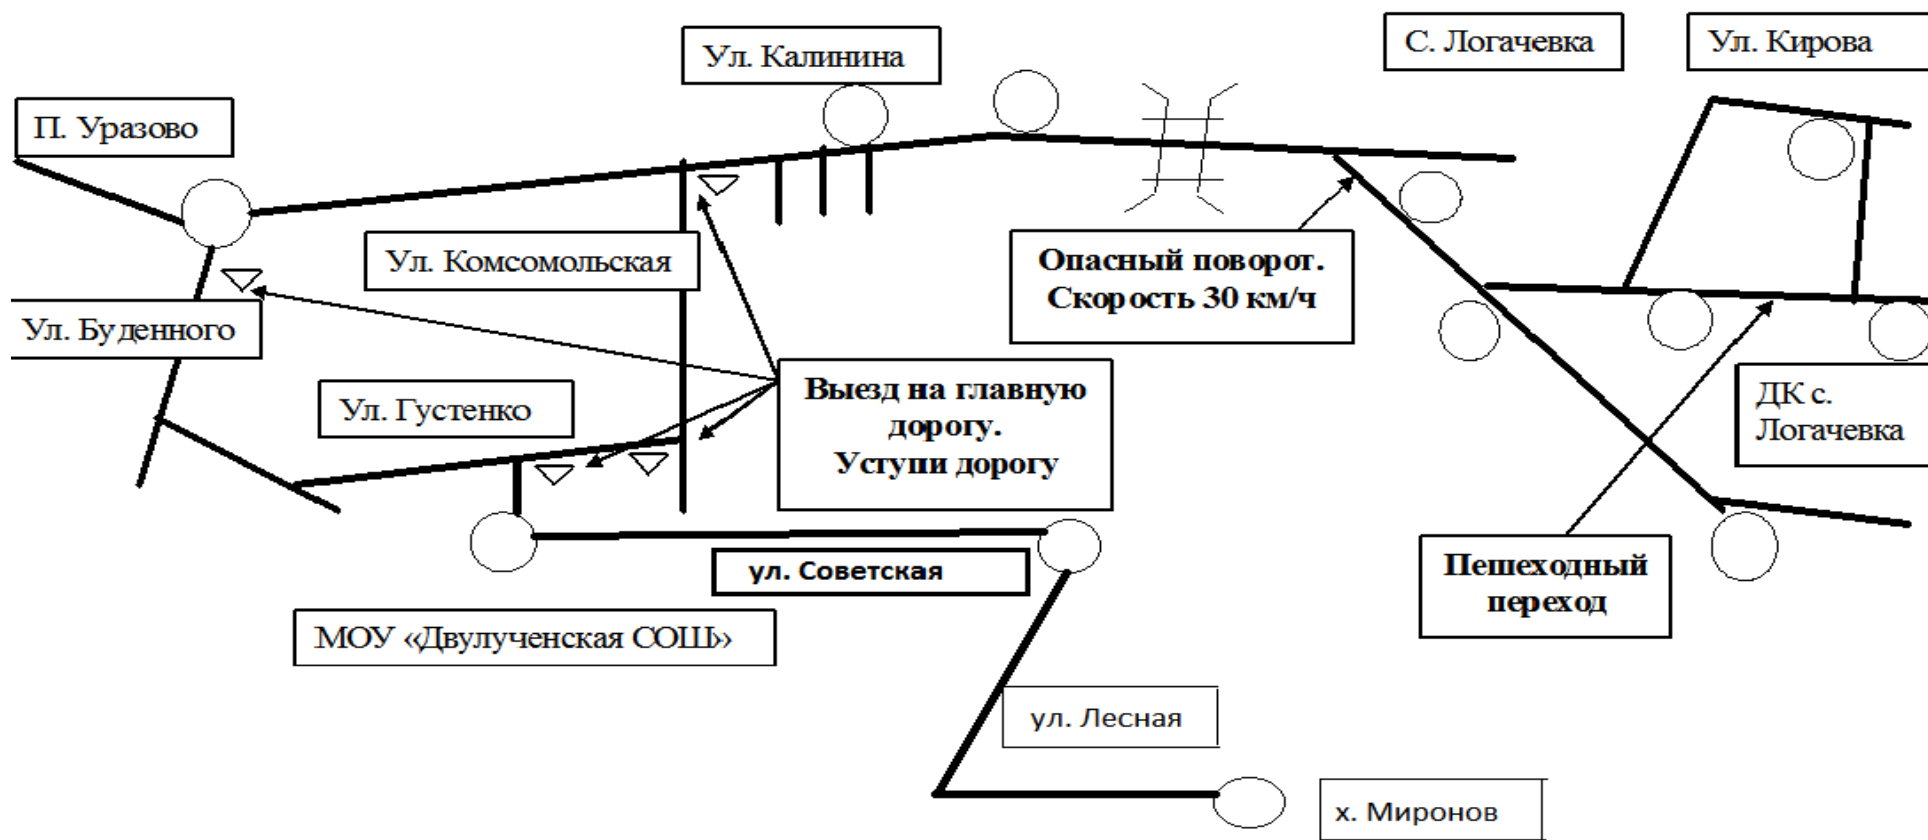 Ул. Калинина
С. Логачевка
Ул. Кирова
П. Уразово
Ул. Комсомольская
Опасный поворот.
Скорость 30 км/ч
Ул. Буденного
Ул. Густенко
Выезд на главную
дорогу.
Уступи дорогу
ДК с.
Логачевка
Пешеходный
переход
ул. Советская
МОУ «Двулученская СОШ»
ул. Лесная
х. Миронов